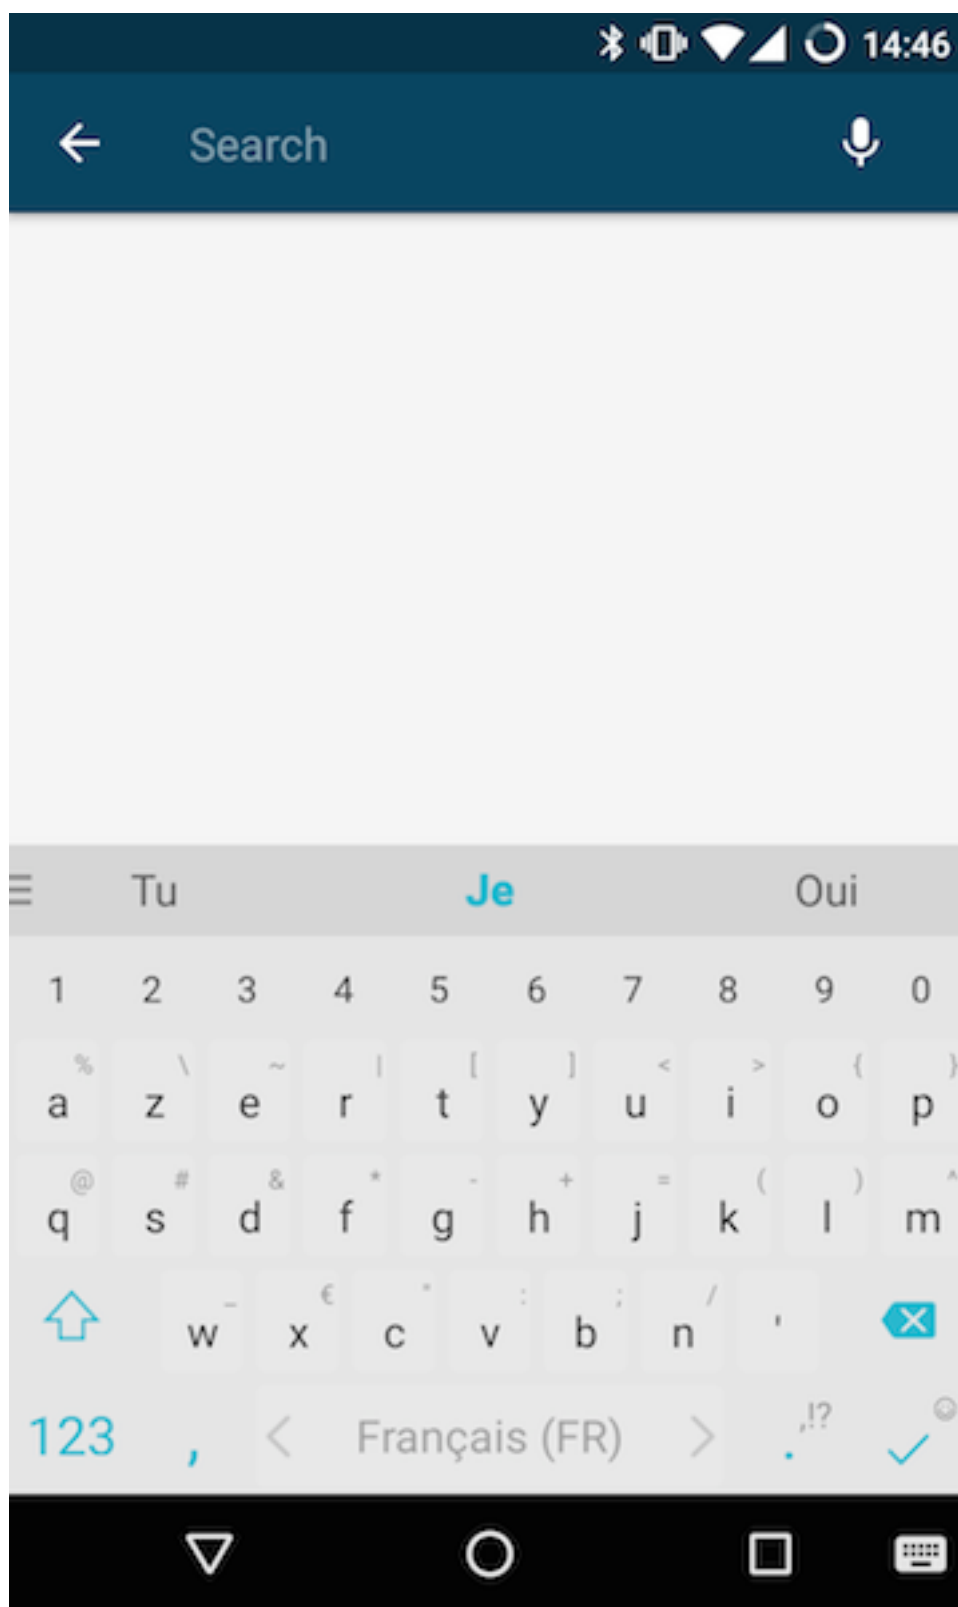 14:46
Search
Tu Je Oui
1 2 3 4 5 6 7 8 9 0
% \ ~ | [ ] < > { }
a z e r t y u i o p
@ # & * - + = ( ) ^
q s d f g h j k l m
_ € " : ; /
w x c v b n '
123 , < Français (FR) > . ,!?